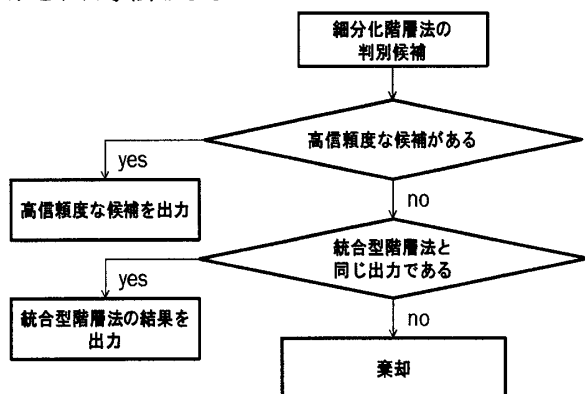 細分化階層法の
判別候補
高信頼度な候補がある
yes
高信頼度な候補を出力
no
統合型階層法と
同じ出力である
yes
統合型階層法の結果を
出力
no
棄却